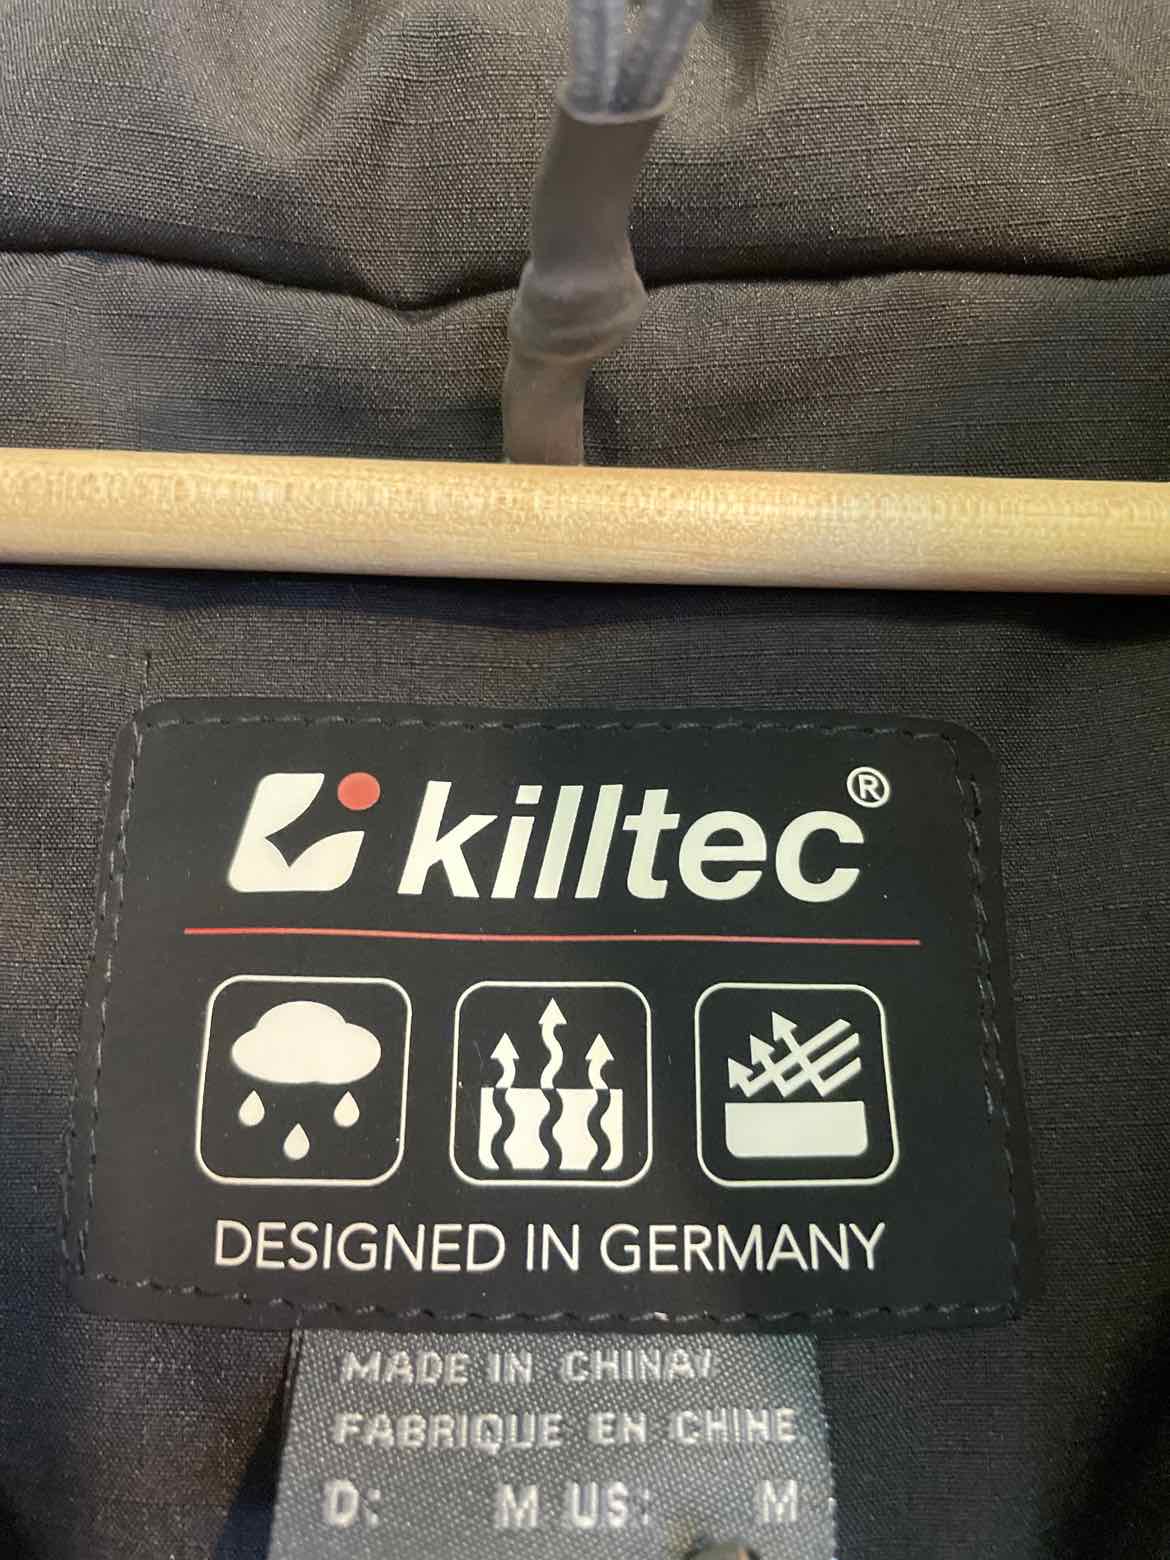 killtec®
DESIGNED IN GERMANY
MADE IN CHINA/
FABRIQUE EN CHINE
D: M US: M